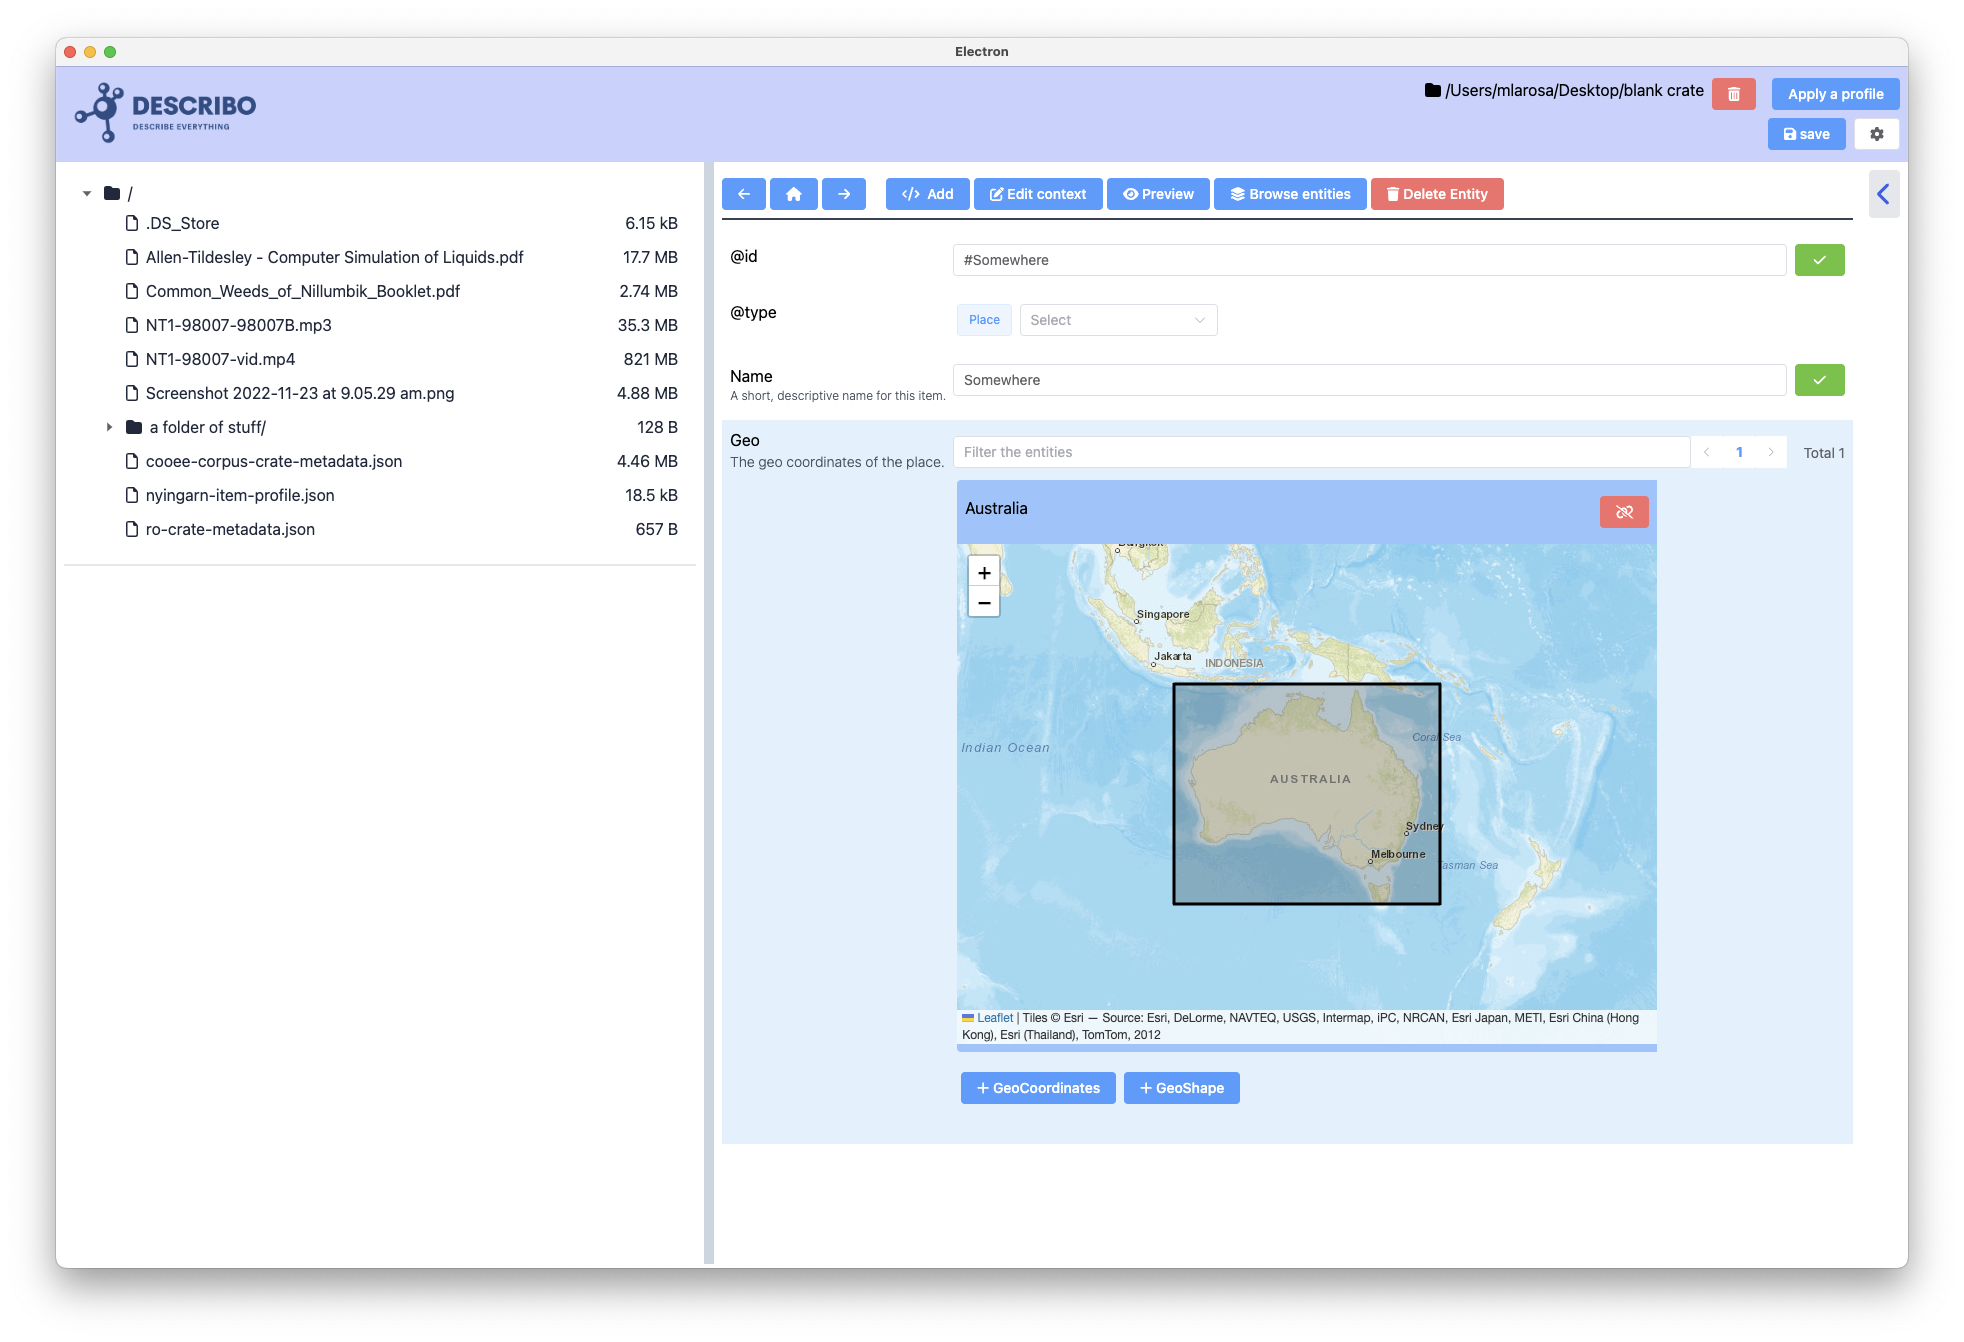 Electron
DESCRIBO
DESCRIBE EVERYTHING
/Users/mlarosa/Desktop/blank crate
Apply a profile
save
/
.DS_Store 6.15 kB
Allen-Tildesley - Computer Simulation of Liquids.pdf 17.7 MB
Common_Weeds_of_Nillumbik_Booklet.pdf 2.74 MB
NT1-98007-98007B.mp3 35.3 MB
NT1-98007-vid.mp4 821 MB
Screenshot 2022-11-23 at 9.05.29 am.png 4.88 MB
a folder of stuff/ 128 B
cooee-corpus-crate-metadata.json 4.46 MB
nyingarn-item-profile.json 18.5 kB
ro-crate-metadata.json 657 B
Add Edit context Preview Browse entities Delete Entity
@id #Somewhere
@type Place Select
Name Somewhere
A short, descriptive name for this item.
Geo
The geo coordinates of the place.
Filter the entities 1 Total 1
Australia
+
−
Bangkok
Singapore
Jakarta
INDONESIA
Coral Sea
Indian Ocean
AUSTRALIA
Sydney
Melbourne
Tasman Sea
Leaflet | Tiles © Esri — Source: Esri, DeLorme, NAVTEQ, USGS, Intermap, iPC, NRCAN, Esri Japan, METI, Esri China (Hong
Kong), Esri (Thailand), TomTom, 2012
+ GeoCoordinates + GeoShape